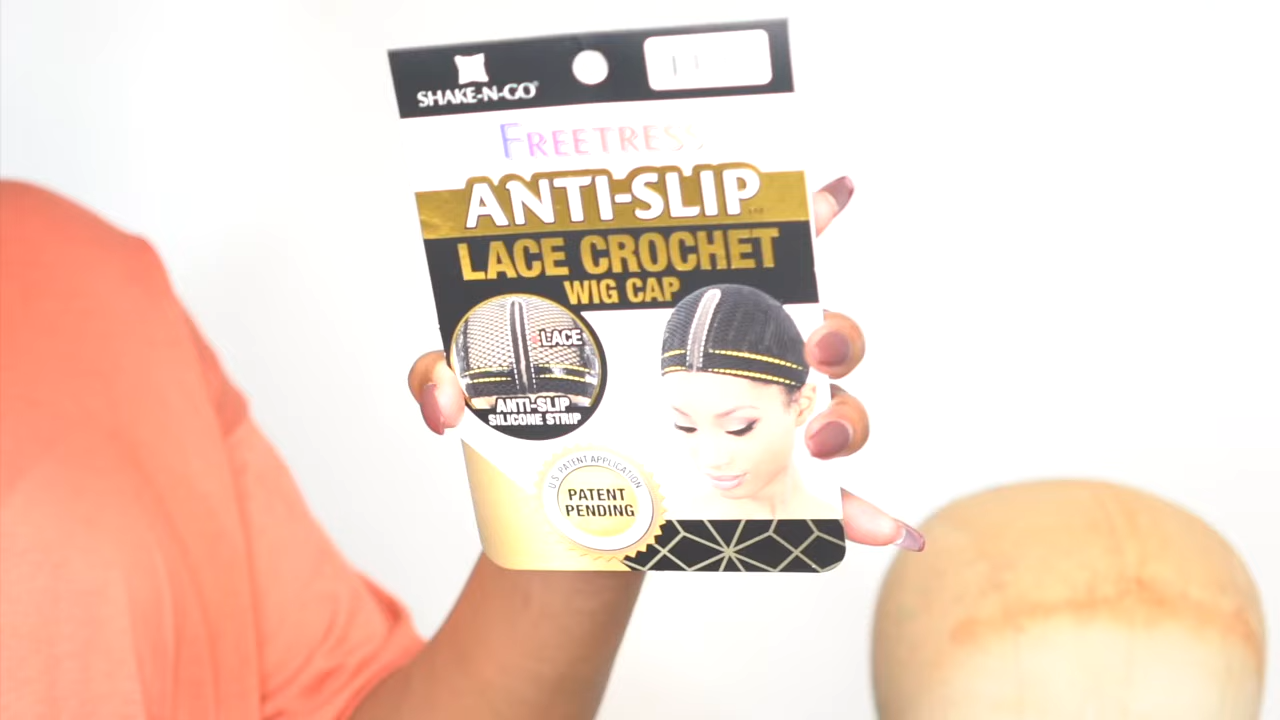 SHAKE-N-GO®
FREETRESS
ANTI-SLIP
LACE CROCHET
WIG CAP
LACE
ANTI-SLIP
SILICONE STRIP
U.S. PATENT APPLICATION
PATENT
PENDING